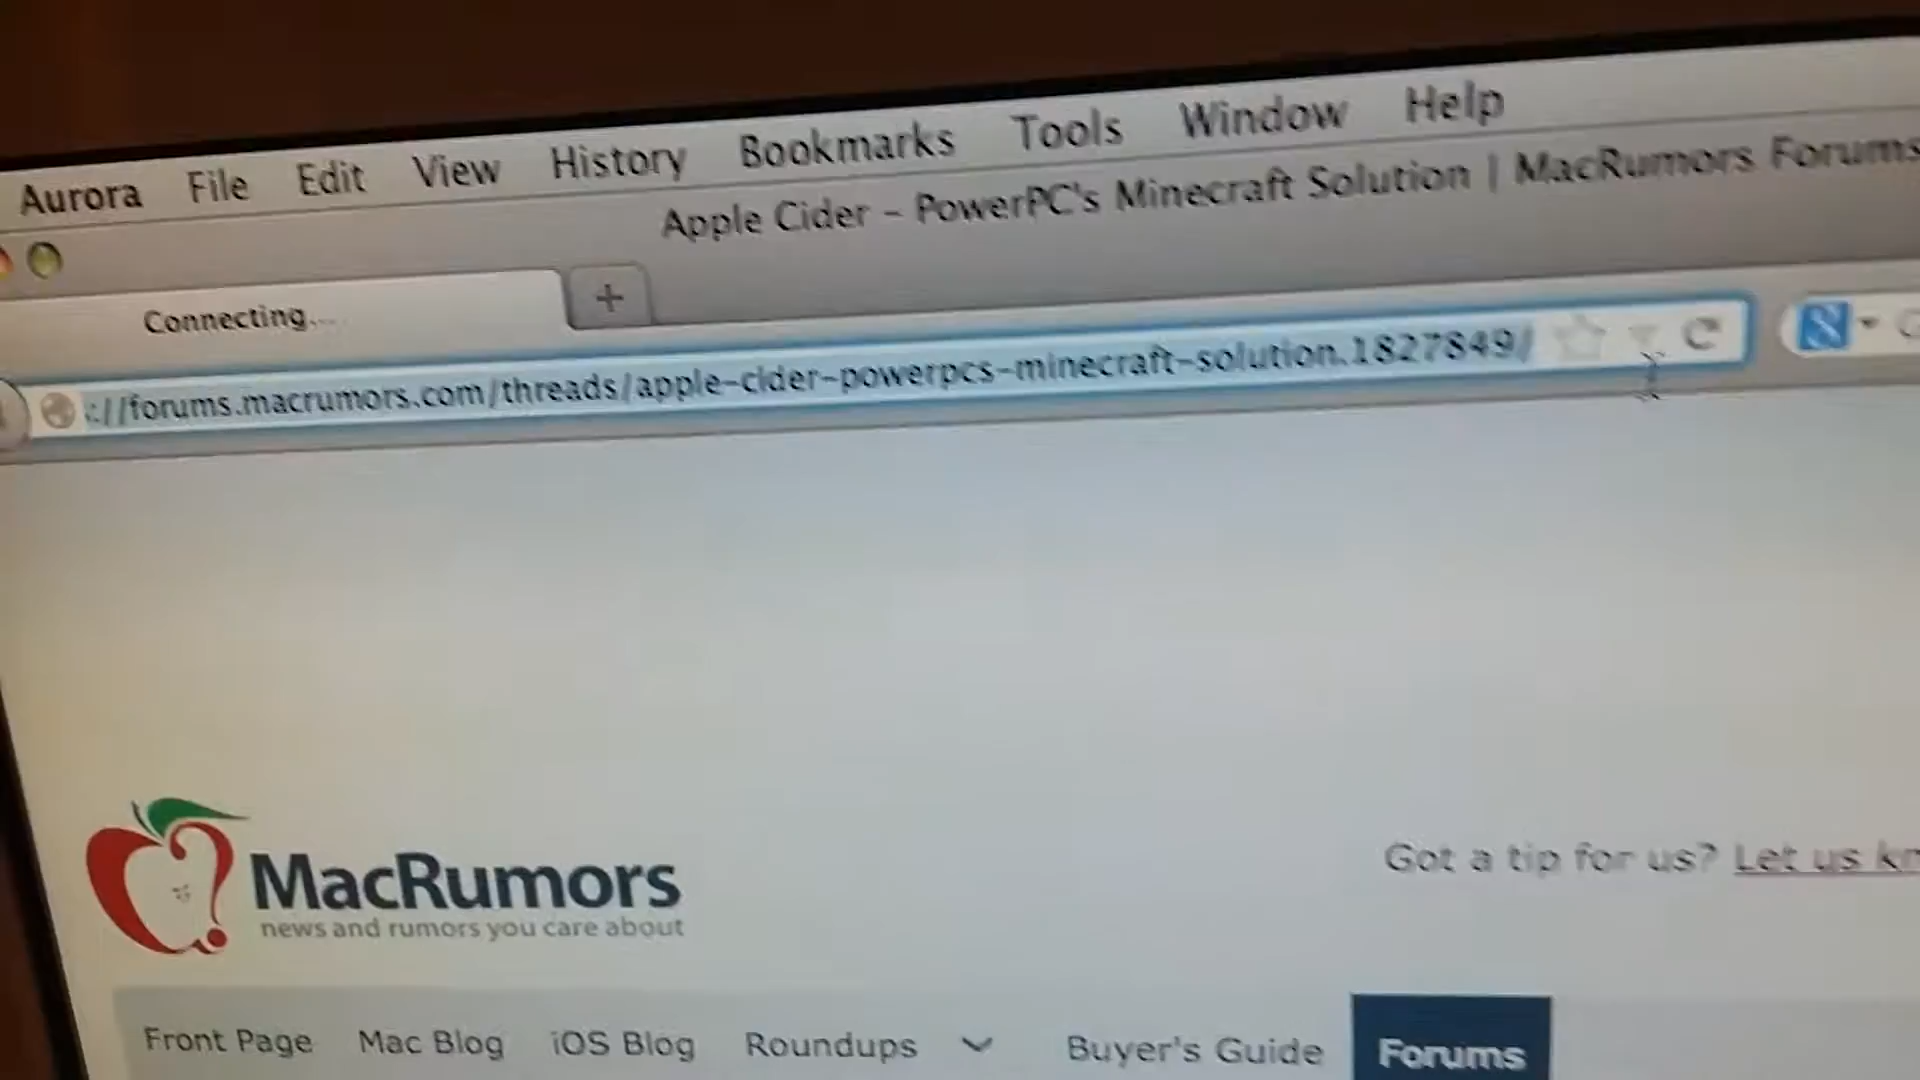 Aurora File Edit View History Bookmarks Tools Window Help
Apple Cider – PowerPC's Minecraft Solution | MacRumors Forums
Connecting...
://forums.macrumors.com/threads/apple-cider-powerpcs-minecraft-solution.1827849/
MacRumors
news and rumors you care about
Got a tip for us? Let us
Front Page Mac Blog iOS Blog Roundups Buyer's Guide Forums